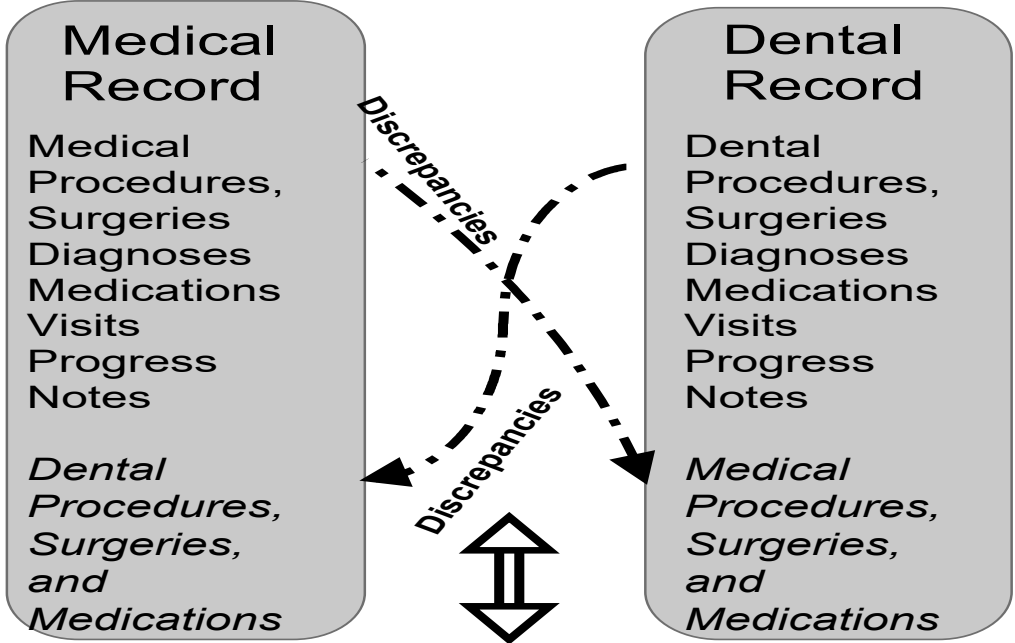 Medical
Record
Medical
Procedures,
Surgeries
Diagnoses
Medications
Visits
Progress
Notes
Dental
Procedures,
Surgeries,
and
Medications
Discrepancies
Discrepancies
Dental
Record
Dental
Procedures,
Surgeries
Diagnoses
Medications
Visits
Progress
Notes
Medical
Procedures,
Surgeries,
and
Medications